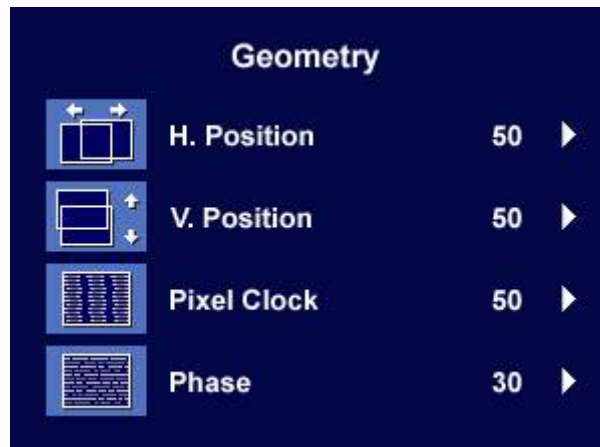 Geometry
H. Position 50
V. Position 50
Pixel Clock 50
Phase 30